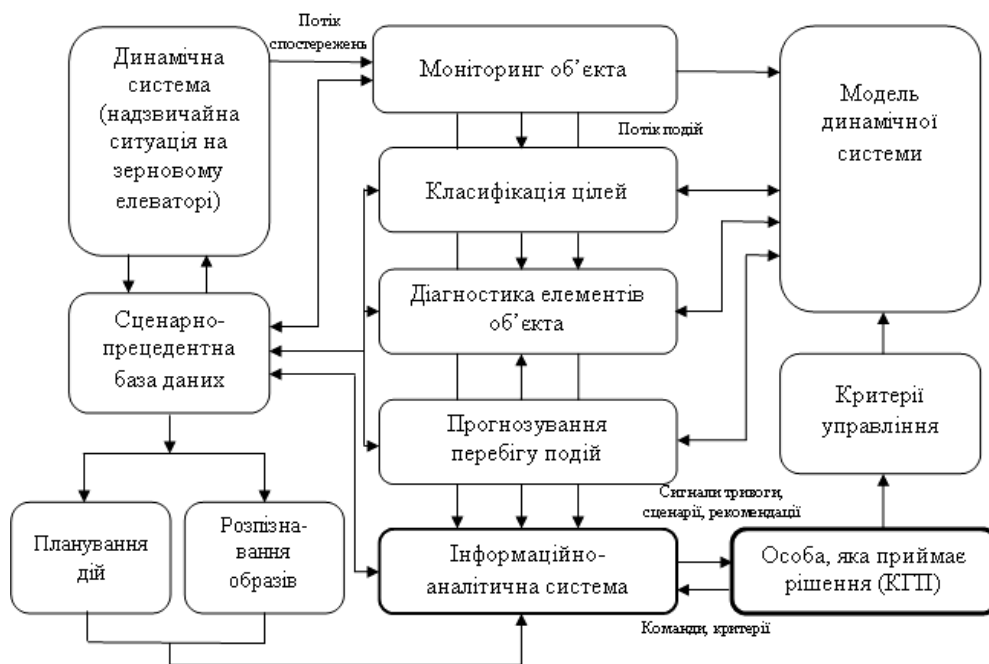 Потік
спостережень
Динамічна
система
(надзвичайна
ситуація на
зерновому
елеваторі)
Моніторинг об’єкта
Модель
динамічної
системи
Потік подій
Класифікація цілей
Діагностика елементів
об’єкта
Сценарно-
прецедентна
база даних
Прогнозування
перебігу подій
Критерії
управління
Сигнали тривоги,
сценарії, рекомендації
Планування
дій
Розпізна-
вання
образів
Інформаційно-
аналітична система
Особа, яка приймає
рішення (КГП)
Команди, критерії